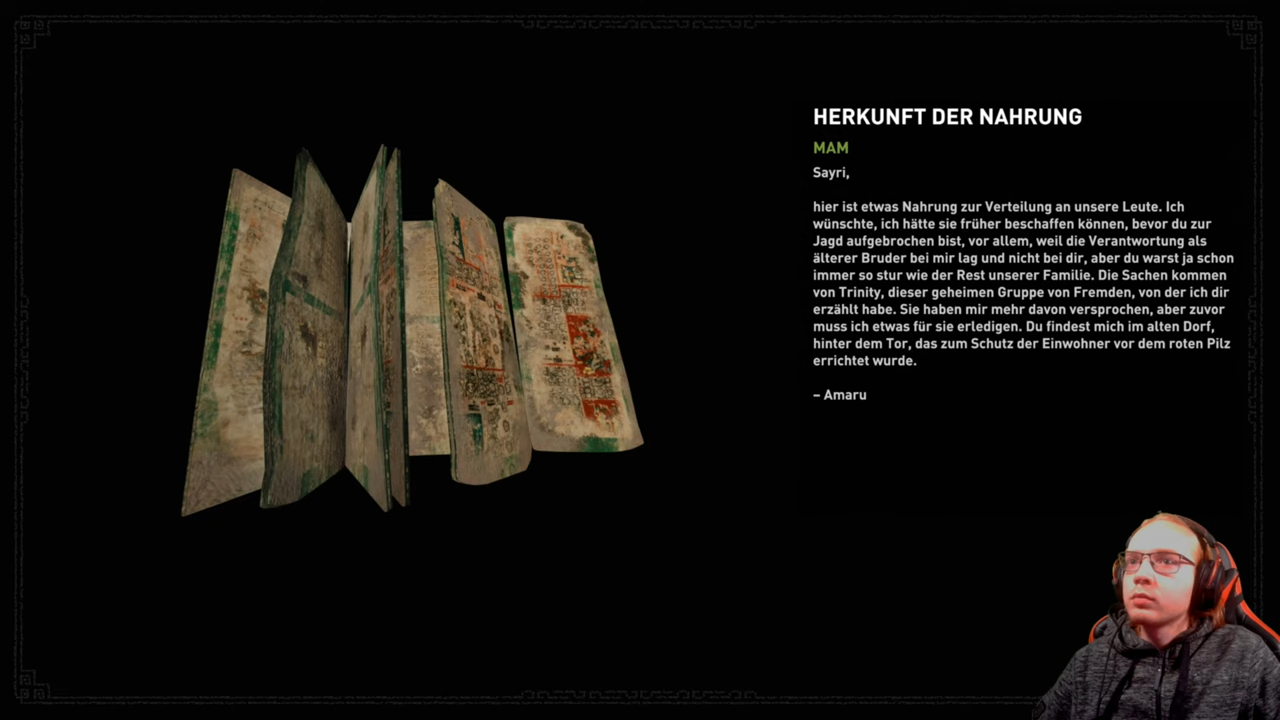 HERKUNFT DER NAHRUNG
MAM
Sayri,
hier ist etwas Nahrung zur Verteilung an unsere Leute. Ich
wünschte, ich hätte sie früher beschaffen können, bevor du zur
Jagd aufgebrochen bist, vor allem, weil die Verantwortung als
älterer Bruder bei mir lag und nicht bei dir, aber du warst ja schon
immer so stur wie der Rest unserer Familie. Die Sachen kommen
von Trinity, dieser geheimen Gruppe von Fremden, von der ich dir
erzählt habe. Sie haben mir mehr davon versprochen, aber zuvor
muss ich etwas für sie erledigen. Du findest mich im alten Dorf,
hinter dem Tor, das zum Schutz der Einwohner vor dem roten Pilz
errichtet wurde.
– Amaru